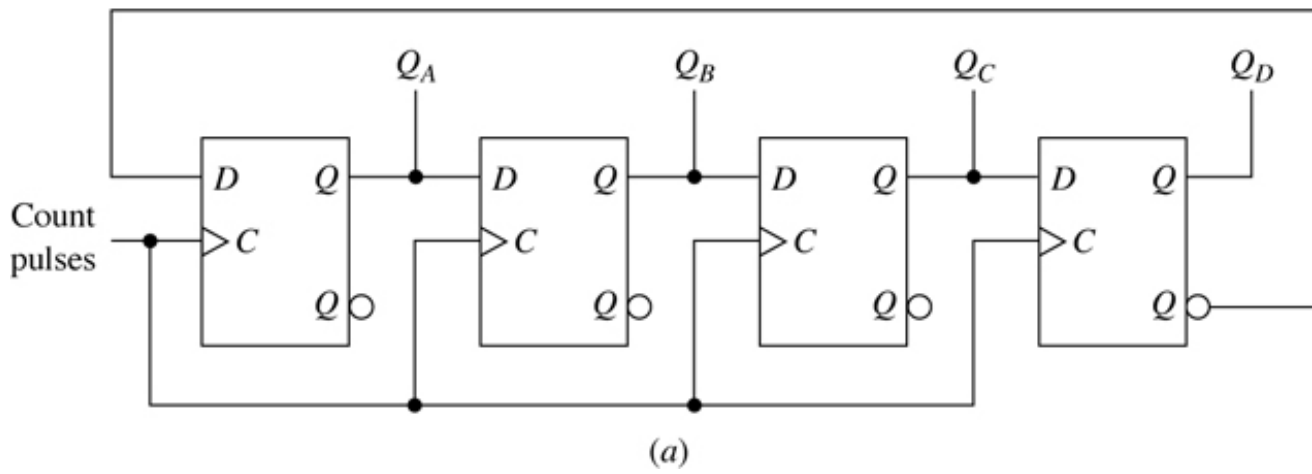 Q_A Q_B Q_C Q_D
D Q D Q D Q D Q
Count
pulses
C C C C
Q Q Q Q
(a)